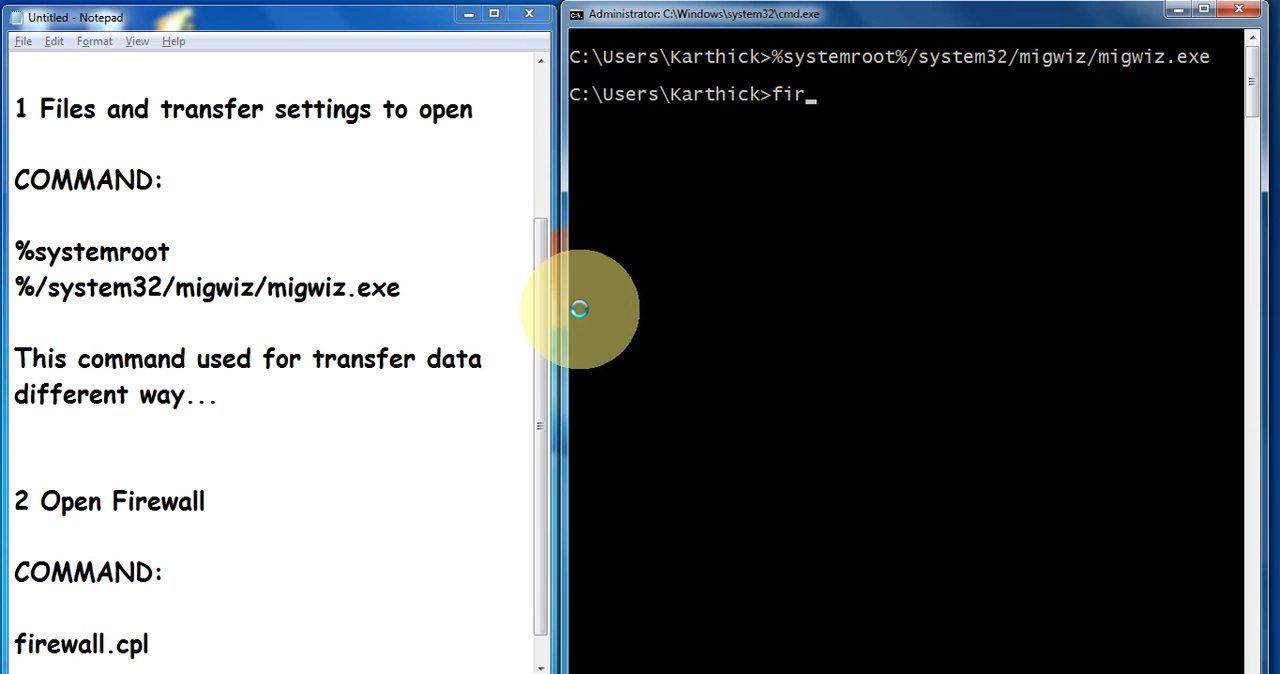 Untitled - Notepad
File Edit Format View Help
1 Files and transfer settings to open
COMMAND:
%systemroot
%/system32/migwiz/migwiz.exe
This command used for transfer data
different way...
2 Open Firewall
COMMAND:
firewall.cpl
Administrator: C:\Windows\system32\cmd.exe
C:\Users\Karthick>%systemroot%/system32/migwiz/migwiz.exe
C:\Users\Karthick>fir_